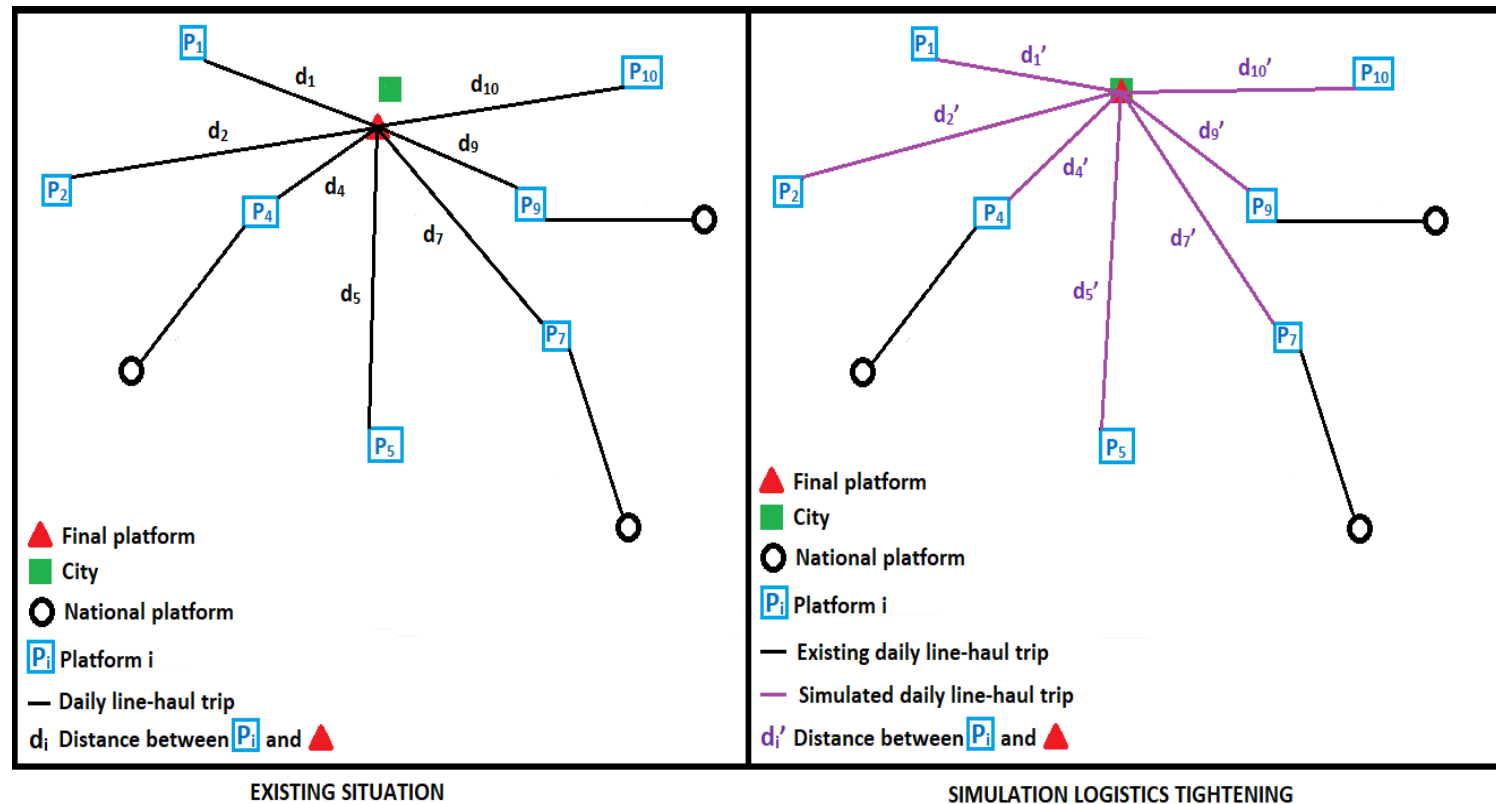 P₁
d₁
d₁₀
P₁₀
d₂
d₉
P₂
d₄
P₄
P₉
d₇
d₅
P₇
P₅
Final platform
City
National platform
Pᵢ Platform i
Daily line-haul trip
dᵢ Distance between Pᵢ and
EXISTING SITUATION
P₁
d₁’
d₁₀’
P₁₀
d₂’
d₉’
d₄’
P₂
P₄
P₉
d₇’
d₅’
P₇
P₅
Final platform
City
National platform
Pᵢ Platform i
Existing daily line-haul trip
Simulated daily line-haul trip
dᵢ’ Distance between Pᵢ and
SIMULATION LOGISTICS TIGHTENING